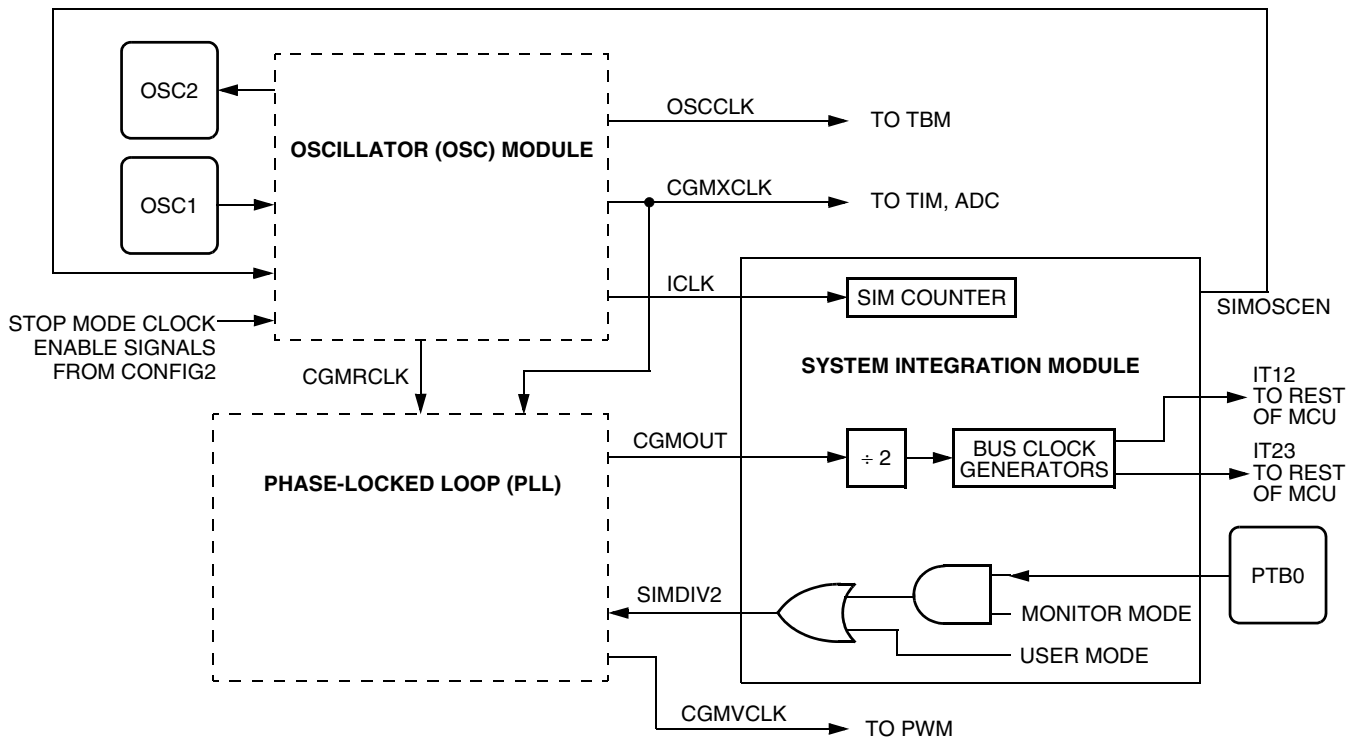 OSC2
OSC1
OSCILLATOR (OSC) MODULE
OSCCLK
TO TBM
CGMXCLK
TO TIM, ADC
ICLK
SIM COUNTER
SIMOSCEN
STOP MODE CLOCK
ENABLE SIGNALS
FROM CONFIG2
CGMRCLK
SYSTEM INTEGRATION MODULE
IT12
TO REST
OF MCU
CGMOUT
÷ 2
BUS CLOCK
GENERATORS
IT23
TO REST
OF MCU
PHASE-LOCKED LOOP (PLL)
PTB0
SIMDIV2
MONITOR MODE
USER MODE
CGMVCLK
TO PWM